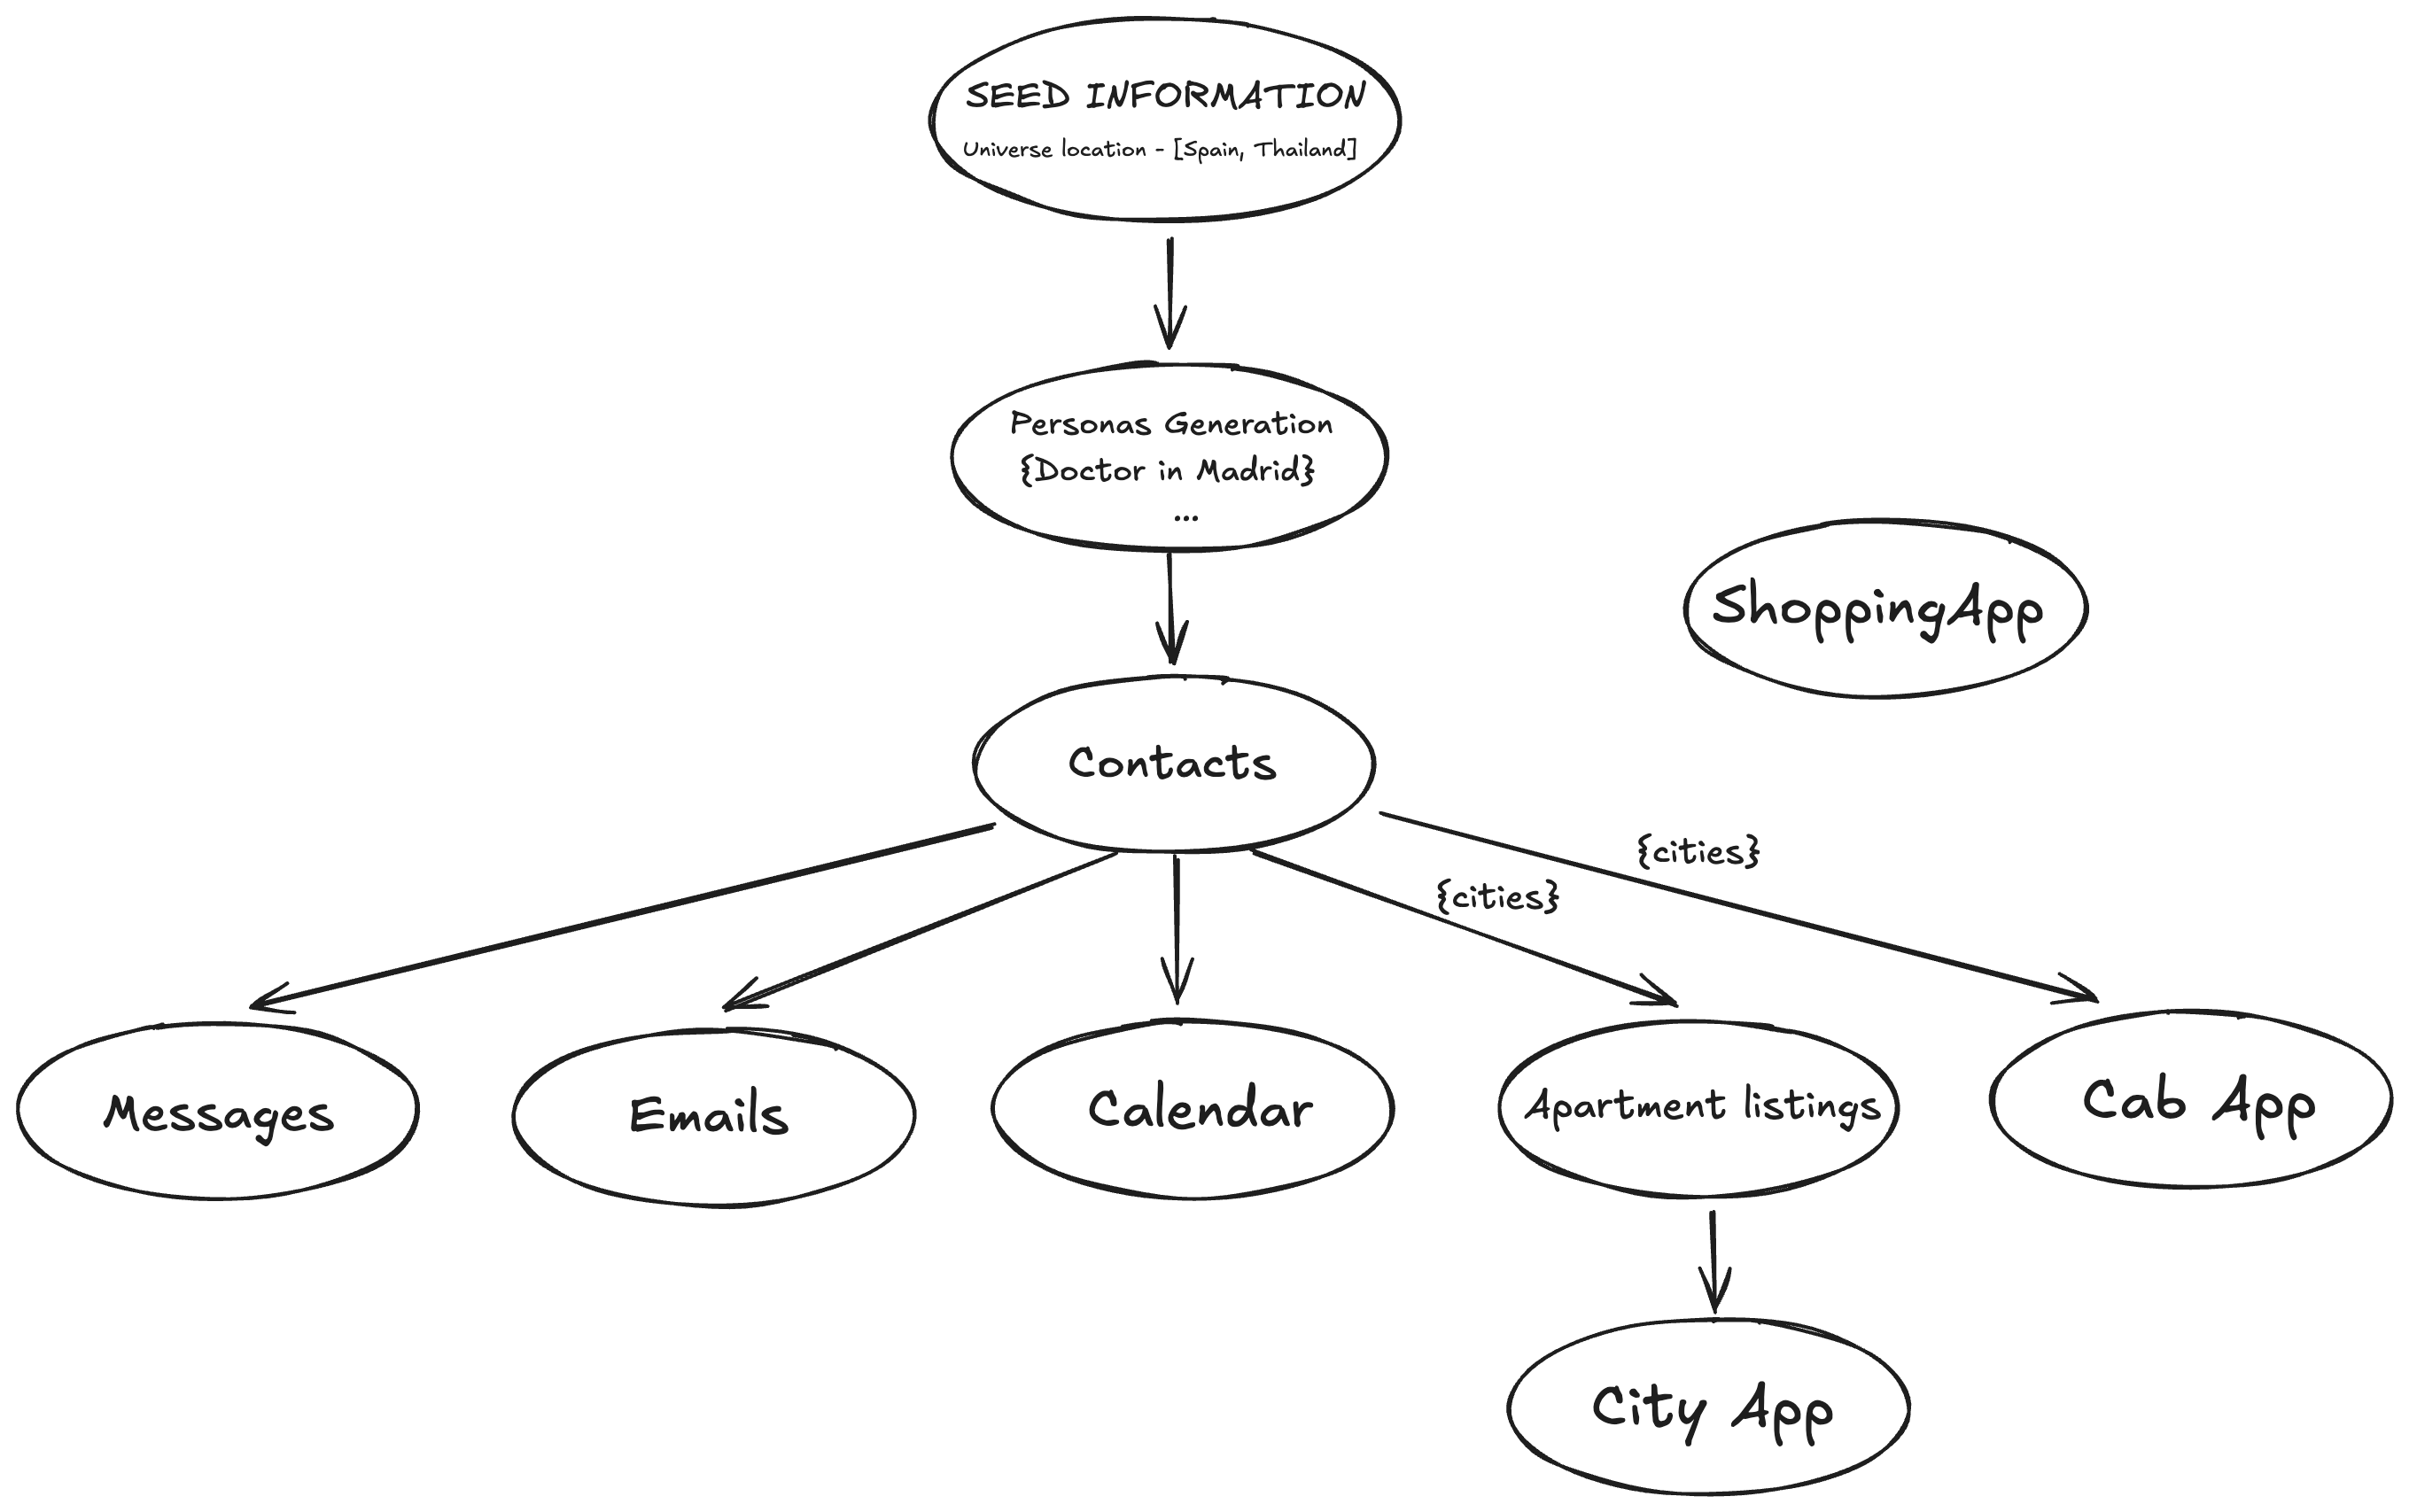 SEED INFORMATION
Universe location - [Spain, Thailand]
Personas Generation
{Doctor in Madrid}
...
ShoppingApp
Contacts
{cities}
{cities}
Messages
Emails
Calendar
Apartment listings
Cab App
City App